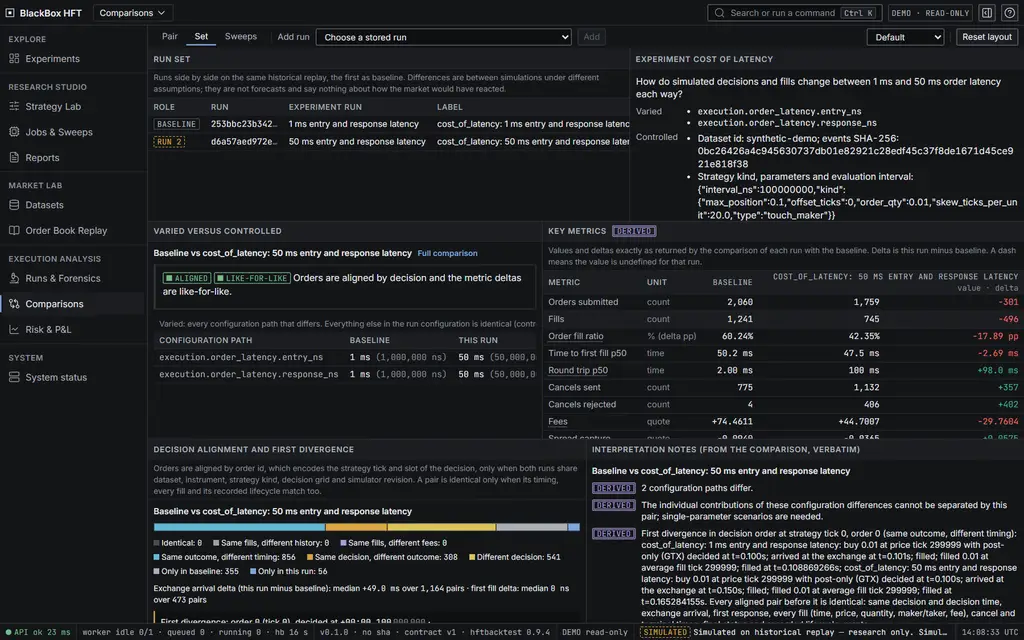 BlackBox HFT
Comparisons
Search or run a command Ctrl K
DEMO · READ-ONLY
EXPLORE
Experiments
RESEARCH STUDIO
Strategy Lab
Jobs & Sweeps
Reports
MARKET LAB
Datasets
Order Book Replay
EXECUTION ANALYSIS
Runs & Forensics
Comparisons
Risk & P&L
SYSTEM
System status
Pair Set Sweeps Add run Choose a stored run Add Default Reset layout
RUN SET
Runs side by side on the same historical replay, the first as baseline. Differences are between simulations under different
assumptions; they are not forecasts and say nothing about how the market would have reacted.
ROLE RUN EXPERIMENT RUN LABEL
BASELINE 253bbc23b342… 1 ms entry and response latency cost_of_latency: 1 ms entry and response latenc
RUN 2 d6a57aed972e… 50 ms entry and response latency cost_of_latency: 50 ms entry and response later
EXPERIMENT COST OF LATENCY
How do simulated decisions and fills change between 1 ms and 50 ms order latency
each way?
Varied
• execution.order_latency.entry_ns
• execution.order_latency.response_ns
Controlled
• Dataset id: synthetic-demo; events SHA-256:
0bc26426a4c945630737db01e82921c28edf45c37f8de1671d45ce9
21e818f38
• Strategy kind, parameters and evaluation interval:
{"interval_ns":100000000,"kind":
{"max_position":0.1,"offset_ticks":0,"order_qty":0.01,"skew_ticks_per_un
it":20.0,"type":"touch_maker"}}
VARIED VERSUS CONTROLLED
Baseline vs cost_of_latency: 50 ms entry and response latency Full comparison
ALIGNED LIKE-FOR-LIKE Orders are aligned by decision and the metric deltas
are like-for-like.
Varied: every configuration path that differs. Everything else in the run configuration is identical (contr
CONFIGURATION PATH BASELINE THIS RUN
execution.order_latency.entry_ns 1 ms (1,000,000 ns) 50 ms (50,000,0
execution.order_latency.response_ns 1 ms (1,000,000 ns) 50 ms (50,000,0
KEY METRICS DERIVED
Values and deltas exactly as returned by the comparison of each run with the baseline. Delta is this run minus baseline. A dash
means the value is undefined for that run.
METRIC UNIT BASELINE COST_OF_LATENCY: 50 MS ENTRY AND RESPONSE LATENCY
value · delta
Orders submitted count 2,060 1,759 -301
Fills count 1,241 745 -496
Order fill ratio % (delta pp) 60.24% 42.35% -17.89 pp
Time to first fill p50 time 50.2 ms 47.5 ms -2.69 ms
Round trip p50 time 2.00 ms 100 ms +98.0 ms
Cancels sent count 775 1,132 +357
Cancels rejected count 4 406 +402
Fees quote +74.4611 +44.7007 -29.7604
Spread capture quote -0.0940 -0.0365 +0.0575
DECISION ALIGNMENT AND FIRST DIVERGENCE
Orders are aligned by order id, which encodes the strategy tick and slot of the decision, only when both runs share
dataset, instrument, strategy kind, decision grid and simulator revision. A pair is identical only when its timing,
every fill and its recorded lifecycle match too.
Baseline vs cost_of_latency: 50 ms entry and response latency
Identical: 0 Same fills, different history: 0 Same fills, different fees: 0
Same outcome, different timing: 856 Same decision, different outcome: 308 Different decision: 541
Only in baseline: 355 Only in this run: 56
Exchange arrival delta (this run minus baseline): median +49.0 ms over 1,164 pairs · first fill delta: median 0 ns
over 473 pairs
First divergence: order 0 (tick 0), decided at +00:00.100
INTERPRETATION NOTES (FROM THE COMPARISON, VERBATIM)
Baseline vs cost_of_latency: 50 ms entry and response latency
DERIVED 2 configuration paths differ.
DERIVED The individual contributions of these configuration differences cannot be separated by this
pair; single-parameter scenarios are needed.
DERIVED First divergence in decision order at strategy tick 0, order 0 (same outcome, different timing):
cost_of_latency: 1 ms entry and response latency: buy 0.01 at price tick 299999 with post-
only (GTX) decided at t=0.100s; arrived at the exchange at t=0.101s; filled; filled 0.01 at
average fill tick 299999; filled at t=0.108869266s; cost_of_latency: 50 ms entry and response
latency: buy 0.01 at price tick 299999 with post-only (GTX) decided at t=0.100s; arrived at
the exchange at t=0.150s; filled; filled 0.01 at average fill tick 299999; filled at
t=0.165284155s. Every aligned pair before it is identical: same decision and decision time,
exchange arrival, first response, every fill (time, price, quantity, maker/taker, fee), cancel and
API ok 23 ms worker idle 0/1 · queued 0 · running 0 · hb 16 s v0.1.0 · no sha · contract v1 · hftbacktest 0.9.4 DEMO read-only SIMULATED Simulated on historical replay — research only. Simul… 14:08:33 UTC